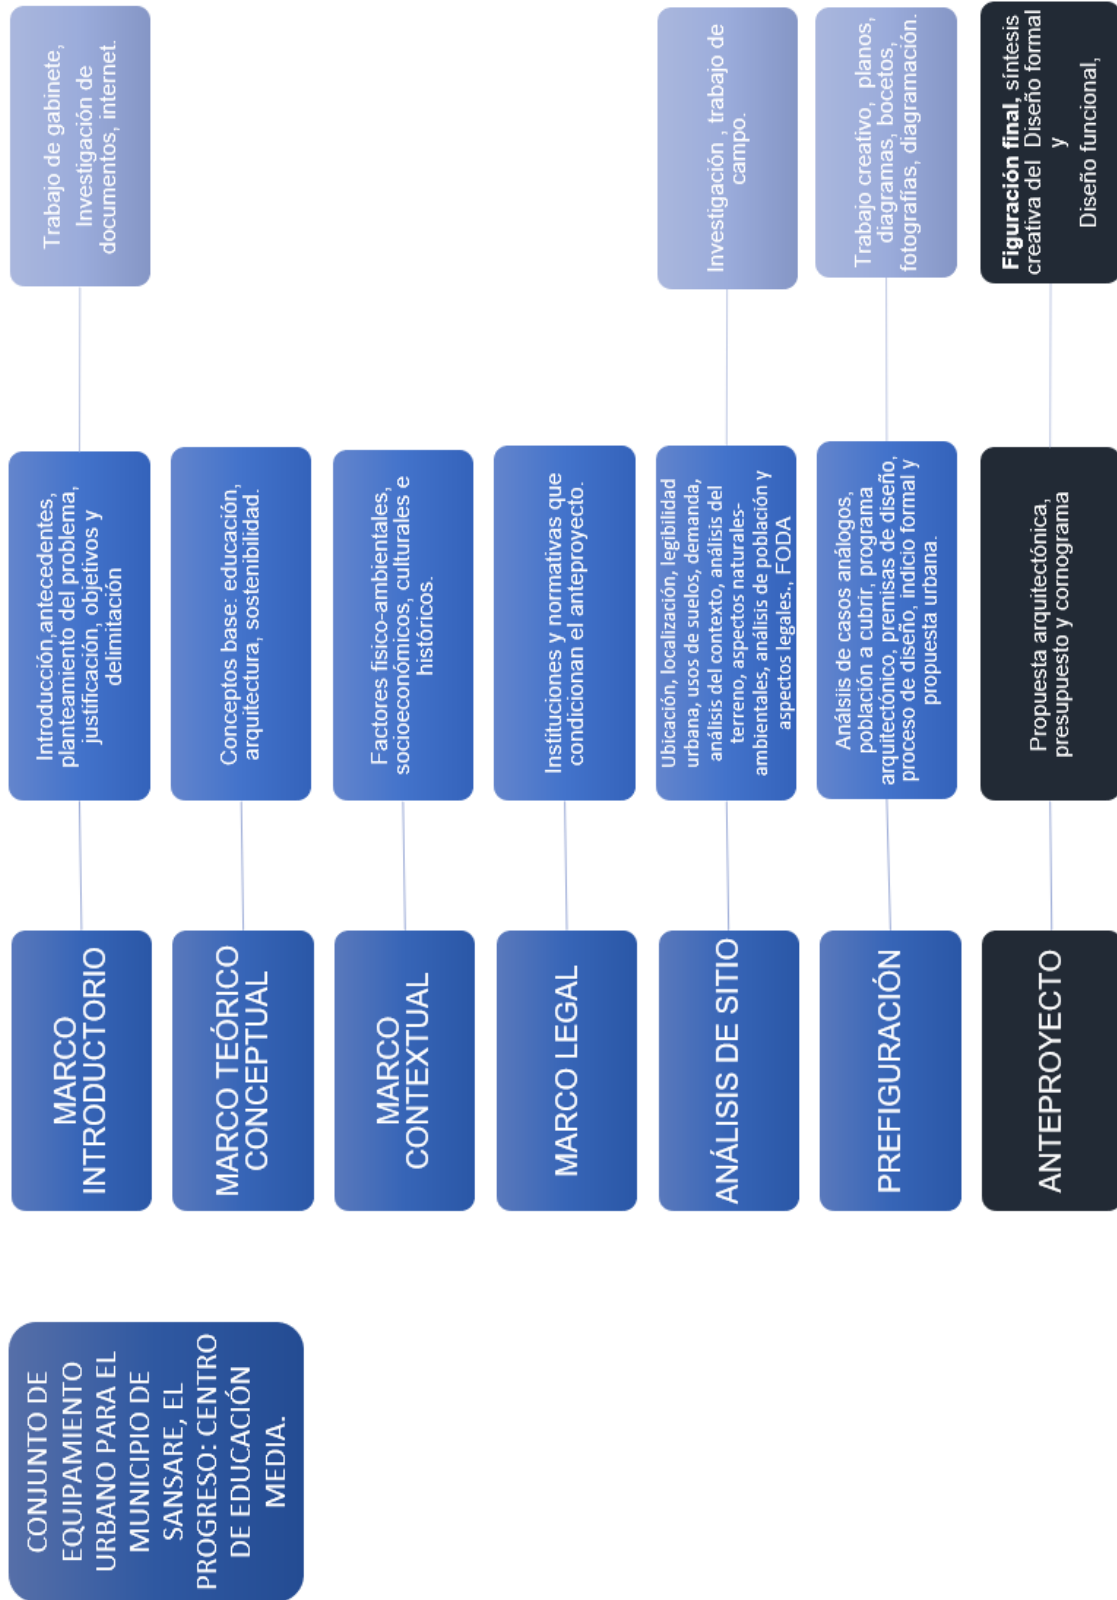 CONJUNTO DE
EQUIPAMIENTO
URBANO PARA EL
MUNICIPIO DE
SANSARE, EL
PROGRESO: CENTRO
DE EDUCACIÓN
MEDIA.
MARCO
INTRODUCTORIO
Introducción,antecedentes,
planteamiento del problema,
justificación, objetivos y
delimitación
Trabajo de gabinete,
Investigación de
documentos, internet.
MARCO TEÓRICO
CONCEPTUAL
Conceptos base: educación,
arquitectura, sostenibilidad.
MARCO
CONTEXTUAL
Factores fisico-ambientales,
socioeconómicos, culturales e
históricos.
MARCO LEGAL
Instituciones y normativas que
condicionan el anteproyecto.
ANÁLISIS DE SITIO
Ubicación, localización, legibilidad
urbana, usos de suelos, demanda,
análisis del contexto, análisis del
terreno, aspectos naturales-
ambientales, análisis de población y
aspectos legales., FODA
Investigación , trabajo de
campo.
PREFIGURACIÓN
Análsiis de casos análogos,
población a cubrir, programa
arquitectónico, premisas de diseño,
proceso de diseño, indicio formal y
propuesta urbana.
Trabajo creativo, planos,
diagramas, bocetos,
fotografías, diagramación.
ANTEPROYECTO
Propuesta arquitectónica,
presupuesto y cornograma
Figuración final, síntesis
creativa del Diseño formal
y
Diseño funcional,